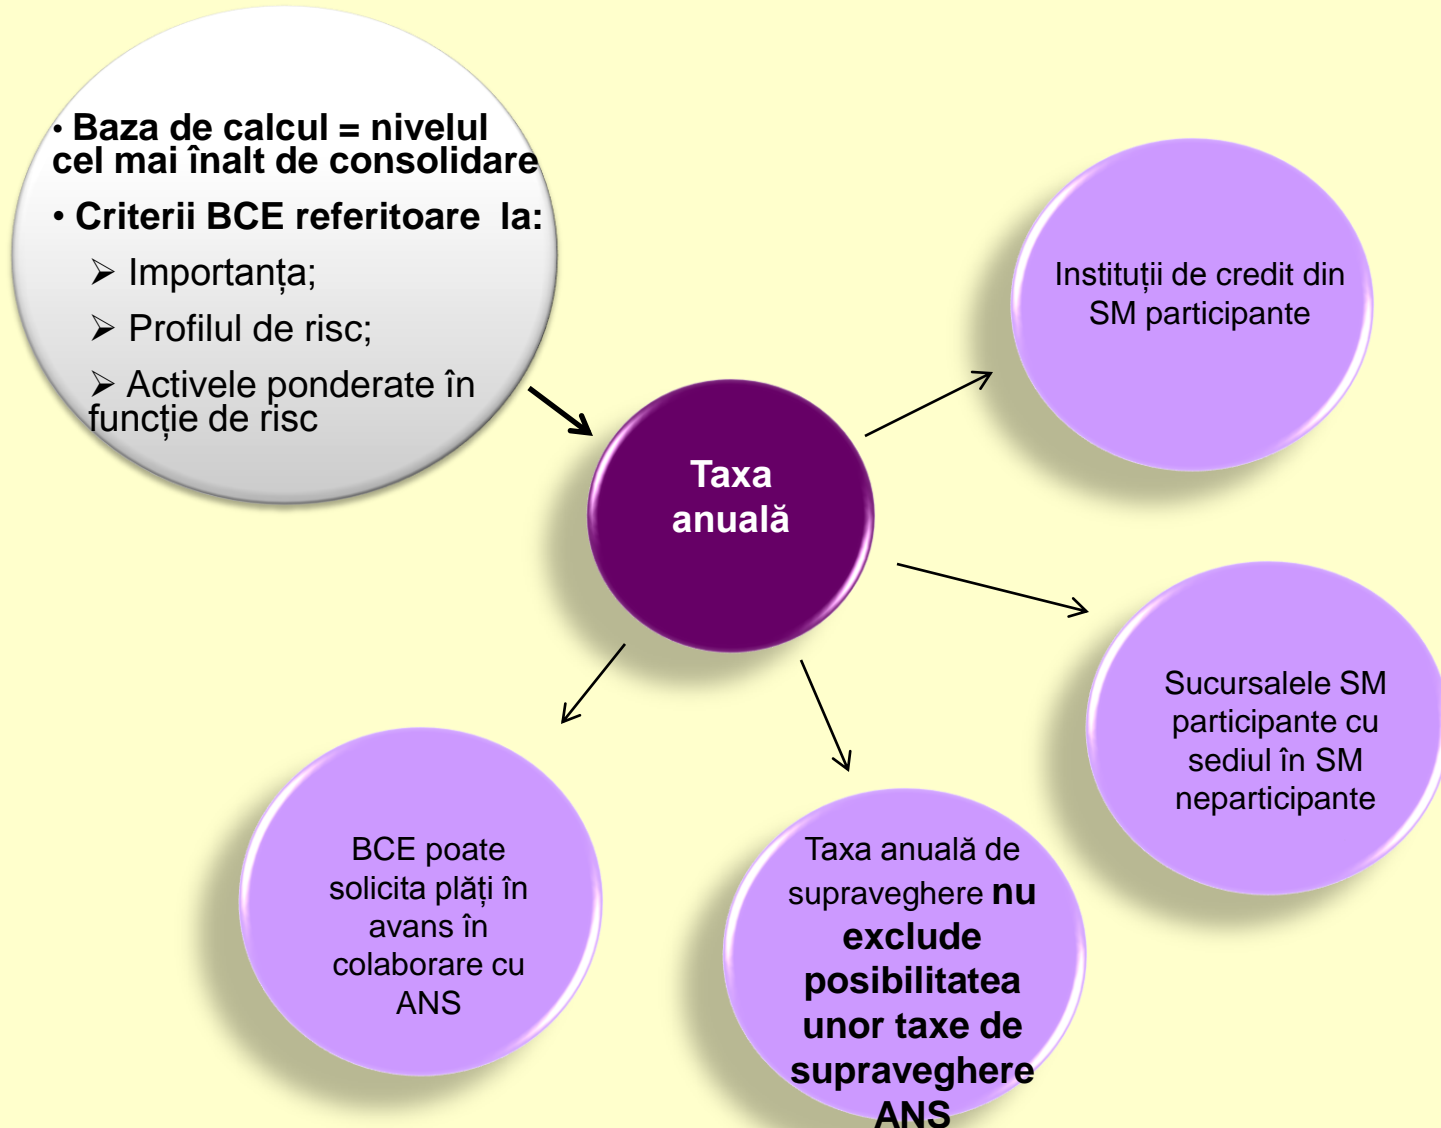 • Baza de calcul = nivelul
cel mai înalt de consolidare
• Criterii BCE referitoare la:
➢ Importanța;
➢ Profilul de risc;
➢ Activele ponderate în
funcție de risc
Taxa
anuală
Instituții de credit din
SM participante
Sucursalele SM
participante cu
sediul în SM
neparticipante
BCE poate
solicita plăți în
avans în
colaborare cu
ANS
Taxa anuală de
supraveghere nu
exclude
posibilitatea
unor taxe de
supraveghere
ANS